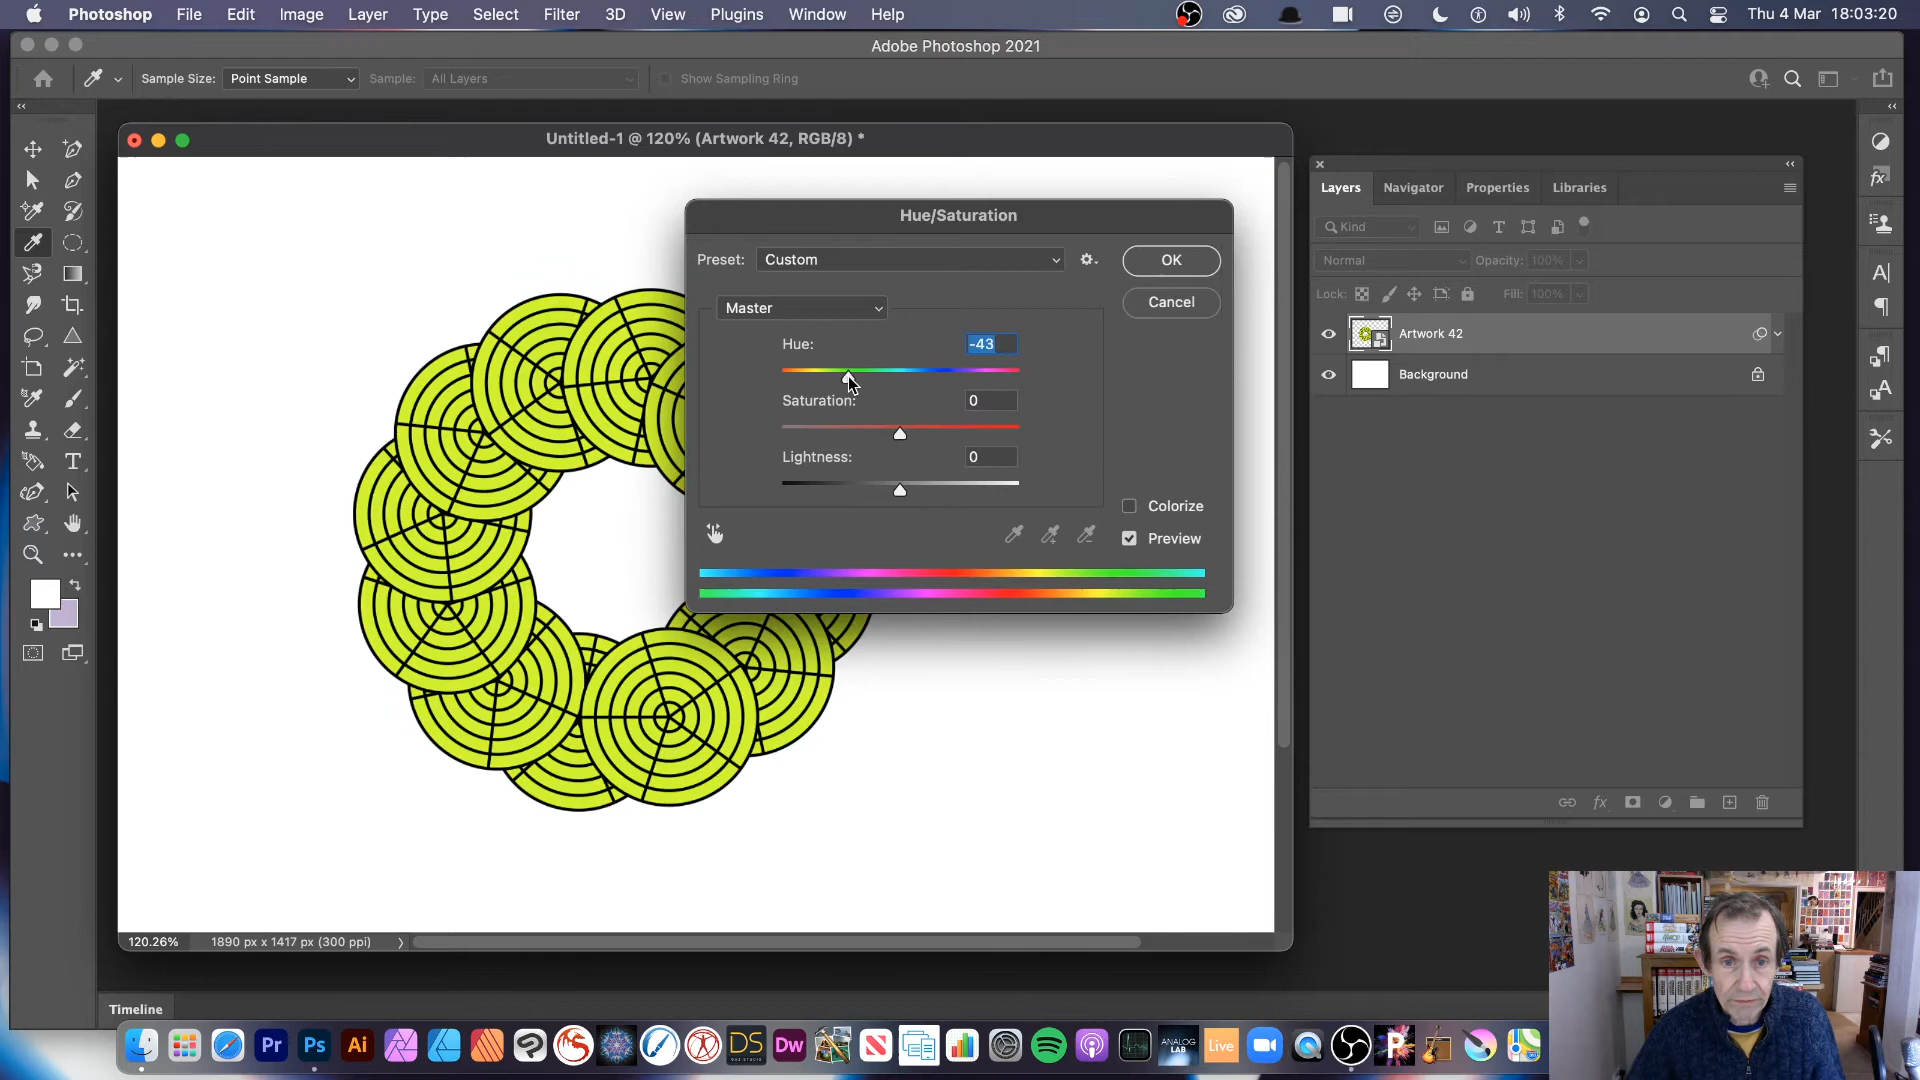 Photoshop File Edit Image Layer Type Select Filter 3D View Plugins Window Help Thu 4 Mar 18:03:20
Adobe Photoshop 2021
Sample Size: Point Sample Sample: All Layers Show Sampling Ring
Untitled-1 @ 120% (Artwork 42, RGB/8) *
Hue/Saturation
Preset: Custom
OK
Master
Cancel
Hue: -43
Saturation: 0
Lightness: 0
Colorize
Preview
Layers Navigator Properties Libraries
Kind
Normal Opacity: 100%
Lock: Fill: 100%
Artwork 42
Background
fx
120.26% 1890 px x 1417 px (300 ppi)
Timeline
Pr Ps Ai DS Dw ANALOG LAB Live P